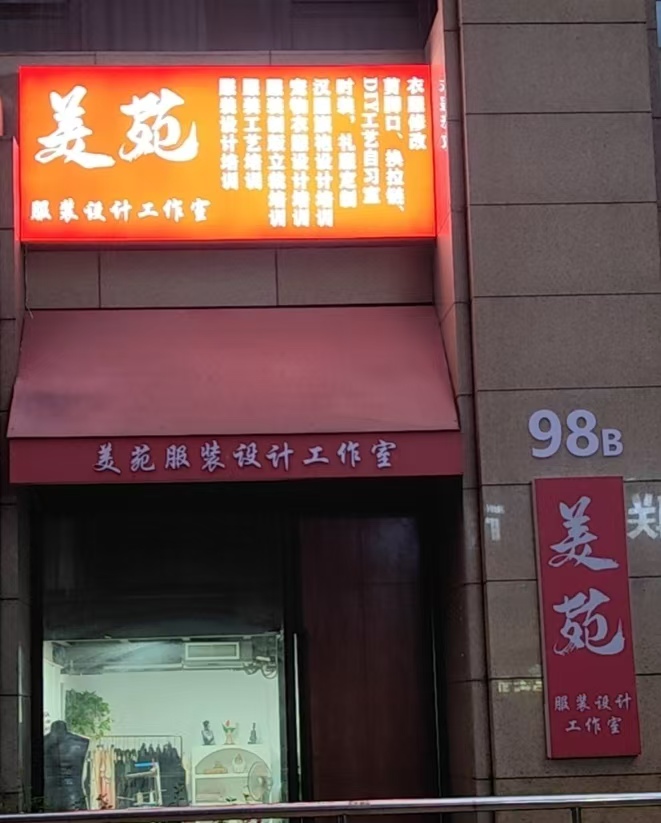 美苑
服装设计工作室
衣服修改
剪脚口、换拉链、
DIY工艺自习室
时装、礼服定制
汉服旗袍设计培训
宠物衣服设计培训
服装制版立裁培训
服装工艺培训
服装设计培训
美苑服装设计工作室
98B
美苑
服装设计
工作室